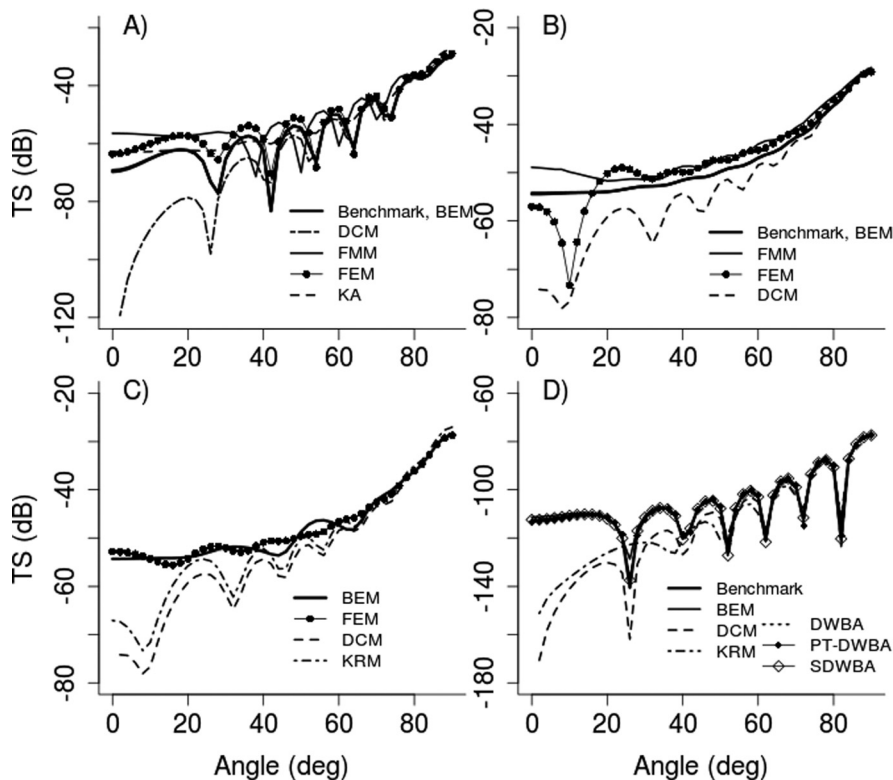 A)
TS (dB)
-40
-80
-120
0
20
40
60
80
Benchmark, BEM
DCM
FMM
FEM
KA
B)
-20
-40
-60
-80
0
20
40
60
80
Benchmark, BEM
FMM
FEM
DCM
C)
TS (dB)
-20
-40
-60
-80
0
20
40
60
80
Angle (deg)
BEM
FEM
DCM
KRM
D)
-60
-100
-140
-180
0
20
40
60
80
Angle (deg)
Benchmark
BEM
DCM
KRM
DWBA
PT-DWBA
SDWBA